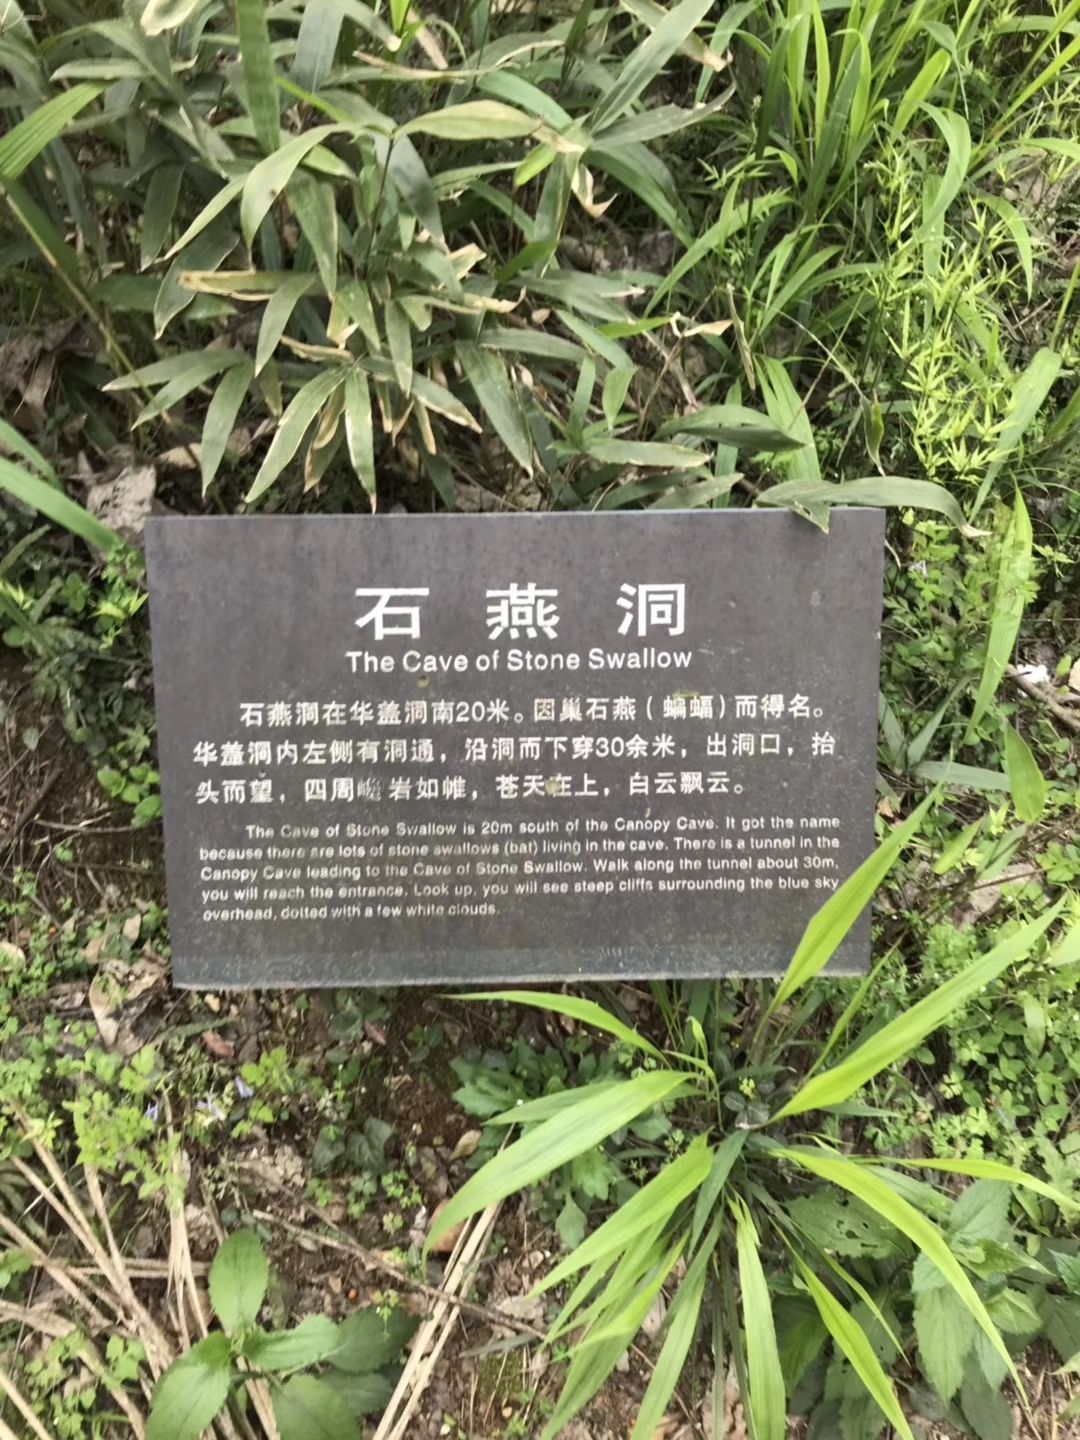 石燕洞
The Cave of Stone Swallow
石燕洞在华盖洞南20米。因巢石燕（蝙蝠）而得名。
华盖洞内左侧有洞通，沿洞而下穿30余米，出洞口，抬
头而望，四周巉岩如帷，苍天在上，白云飘云。
The Cave of Stone Swallow is 20m south of the Canopy Cave. It got the name
because there are lots of stone swallows (bat) living in the cave. There is a tunnel in the
Canopy Cave leading to the Cave of Stone Swallow. Walk along the tunnel about 30m,
you will reach the entrance. Look up, you will see steep cliffs surrounding the blue sky
overhead, dotted with a few white clouds.